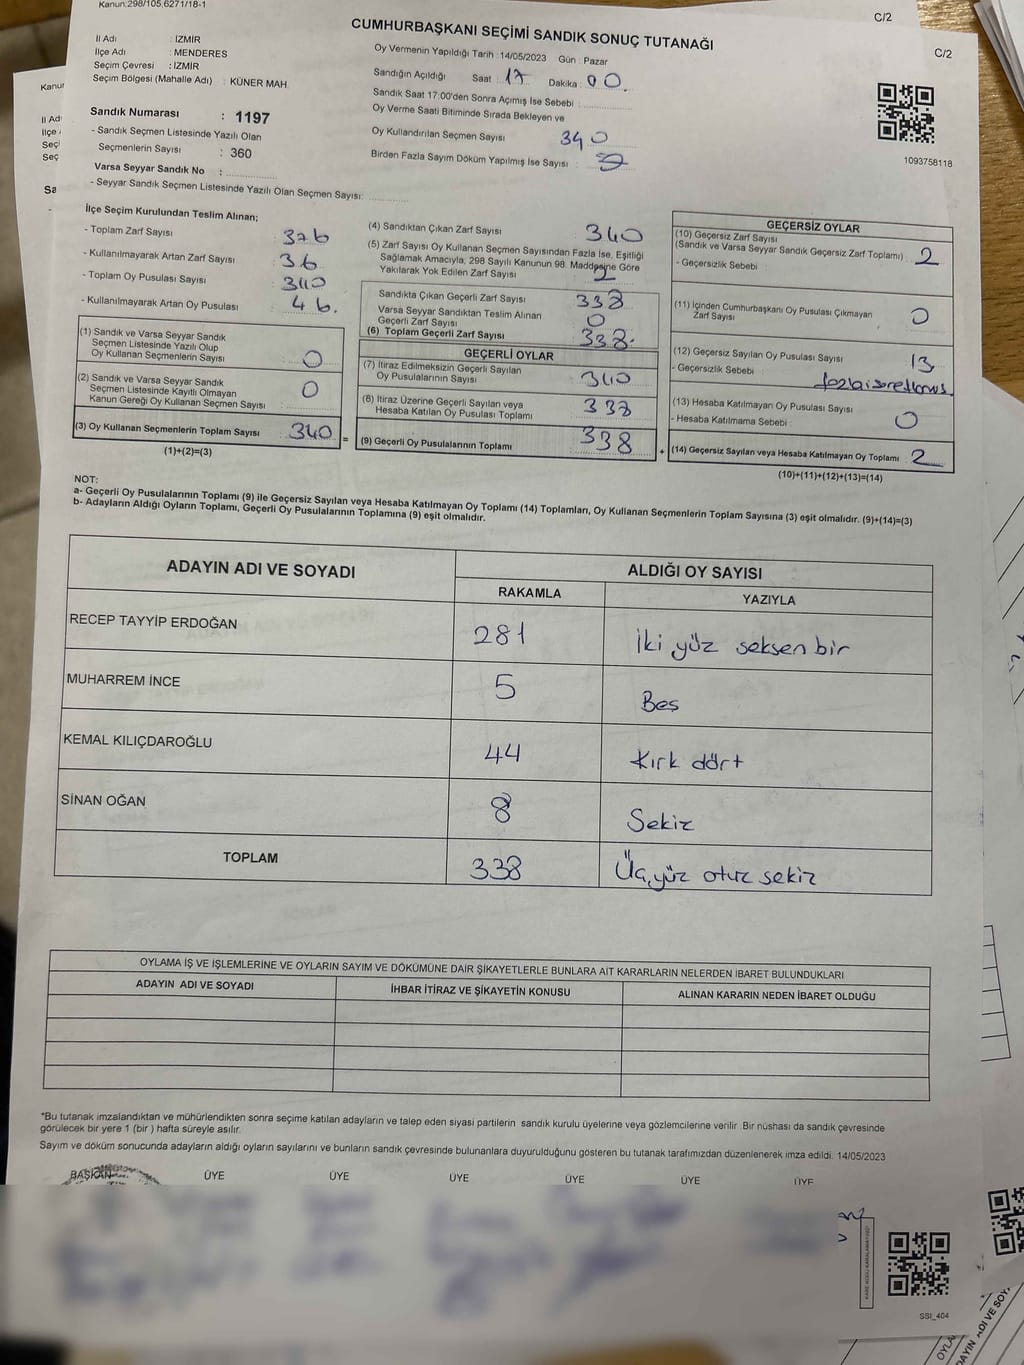 Kanun:298/105,6271/18-1
C/2
CUMHURBAŞKANI SEÇİMİ SANDIK SONUÇ TUTANAĞI
C/2
İl Adı : İZMİR
İlçe Adı : MENDERES
Seçim Çevresi : İZMİR
Seçim Bölgesi (Mahalle Adı) : KÜNER MAH.
Oy Vermenin Yapıldığı Tarih : 14/05/2023 Gün : Pazar
Sandığın Açıldığı Saat : 17 Dakika : 00.
Sandık Saat 17:00'den Sonra Açımış İse Sebebi :
Oy Verme Saati Bitiminde Sırada Bekleyen ve
Oy Kullandırılan Seçmen Sayısı 340
Birden Fazla Sayım Döküm Yapılmış İse Sayısı :
1093758118
Sandık Numarası : 1197
- Sandık Seçmen Listesinde Yazılı Olan
Seçmenlerin Sayısı : 360
Varsa Seyyar Sandık No :
- Seyyar Sandık Seçmen Listesinde Yazılı Olan Seçmen Sayısı:
İlçe Seçim Kurulundan Teslim Alınan;
- Toplam Zarf Sayısı 376
- Kullanılmayarak Artan Zarf Sayısı 36
- Toplam Oy Pusulası Sayısı
- Kullanılmayarak Artan Oy Pusulası 46.
(1) Sandık ve Varsa Seyyar Sandık
Seçmen Listesinde Yazılı Olup
Oy Kullanan Seçmenlerin Sayısı 0
(2) Sandık ve Varsa Seyyar Sandık
Seçmen Listesinde Kayıtlı Olmayan
Kanun Gereği Oy Kullanan Seçmen Sayısı 0
(3) Oy Kullanan Seçmenlerin Toplam Sayısı 340 =
(1)+(2)=(3)
(4) Sandıktan Çıkan Zarf Sayısı 340
(5) Zarf Sayısı Oy Kullanan Seçmen Sayısından Fazla İse, Eşitliği
Sağlamak Amacıyla, 298 Sayılı Kanunun 98. Maddesine Göre
Yakılarak Yok Edilen Zarf Sayısı 2
Sandıkta Çıkan Geçerli Zarf Sayısı 338
Varsa Seyyar Sandıktan Teslim Alınan
Geçerli Zarf Sayısı 0
(6) Toplam Geçerli Zarf Sayısı 338.
GEÇERLİ OYLAR
(7) İtiraz Edilmeksizin Geçerli Sayılan
Oy Pusulalarının Sayısı 340
(8) İtiraz Üzerine Geçerli Sayılan veya
Hesaba Katılan Oy Pusulası Toplamı 338
(9) Geçerli Oy Pusulalarının Toplamı 338 +
GEÇERSİZ OYLAR
(10) Geçersiz Zarf Sayısı
(Sandık ve Varsa Seyyar Sandık Geçersiz Zarf Toplamı) : 2
- Geçersizlik Sebebi :
(11) İçinden Cumhurbaşkanı Oy Pusulası Çıkmayan
Zarf Sayısı 0
(12) Geçersiz Sayılan Oy Pusulası Sayısı 13
- Geçersizlik Sebebi :
(13) Hesaba Katılmayan Oy Pusulası Sayısı 0
- Hesaba Katılmama Sebebi :
(14) Geçersiz Sayılan veya Hesaba Katılmayan Oy Toplamı : 2
(10)+(11)+(12)+(13)=(14)
NOT:
a- Geçerli Oy Pusulalarının Toplamı (9) ile Geçersiz Sayılan veya Hesaba Katılmayan Oy Toplamı (14) Toplamları, Oy Kullanan Seçmenlerin Toplam Sayısına (3) eşit olmalıdır. (9)+(14)=(3)
b- Adayların Aldığı Oyların Toplamı, Geçerli Oy Pusulalarının Toplamına (9) eşit olmalıdır.
ADAYIN ADI VE SOYADI
ALDIĞI OY SAYISI
RAKAMLA YAZIYLA
RECEP TAYYİP ERDOĞAN 281 İki yüz seksen bir
MUHARREM İNCE 5 Beş
KEMAL KILIÇDAROĞLU 44 Kırk dört
SİNAN OĞAN 8 Sekiz
TOPLAM 338 Üç yüz otuz sekiz
OYLAMA İŞ VE İŞLEMLERİNE VE OYLARIN SAYIM VE DÖKÜMÜNE DAİR ŞİKAYETLERLE BUNLARA AİT KARARLARIN NELERDEN İBARET BULUNDUKLARI
ADAYIN ADI VE SOYADI İHBAR İTİRAZ VE ŞİKAYETİN KONUSU ALINAN KARARIN NEDEN İBARET OLDUĞU
*Bu tutanak imzalandıktan ve mühürlendikten sonra seçime katılan adayların ve talep eden siyasi partilerin sandık kurulu üyelerine veya gözlemcilerine verilir. Bir nüshası da sandık çevresinde
görülecek bir yere 1 (bir ) hafta süreyle asılır.
Sayım ve döküm sonucunda adayların aldığı oyların sayılarını ve bunların sandık çevresinde bulunanlara duyurulduğunu gösteren bu tutanak tarafımızdan düzenlenerek imza edildi. 14/05/2023
BAŞKAN ÜYE ÜYE ÜYE ÜYE ÜYE ÜYE
SSI_404